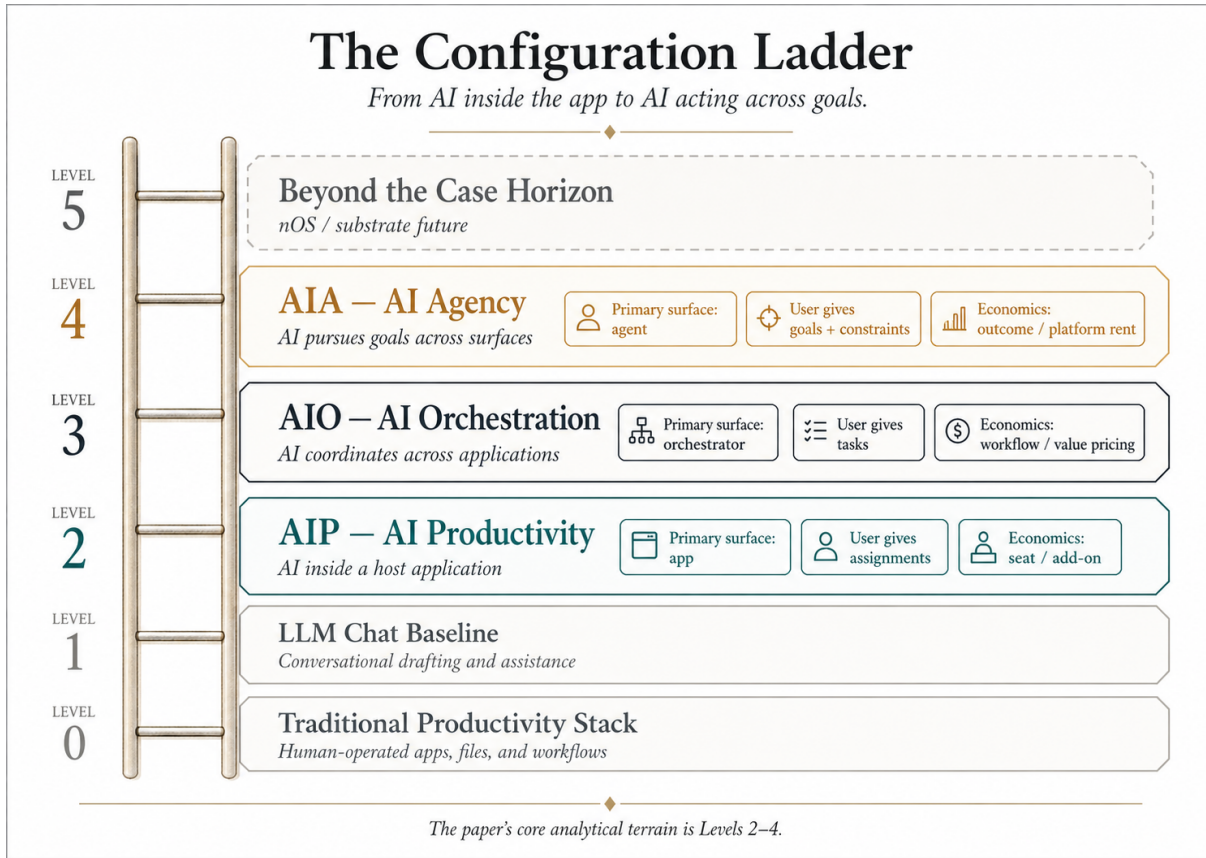 The Configuration Ladder
From AI inside the app to AI acting across goals.
LEVEL
5
Beyond the Case Horizon
nOS / substrate future
LEVEL
4
AIA — AI Agency
AI pursues goals across surfaces
Primary surface:
agent
User gives
goals + constraints
Economics:
outcome / platform rent
LEVEL
3
AIO — AI Orchestration
AI coordinates across applications
Primary surface:
orchestrator
User gives
tasks
Economics:
workflow / value pricing
LEVEL
2
AIP — AI Productivity
AI inside a host application
Primary surface:
app
User gives
assignments
Economics:
seat / add-on
LEVEL
1
LLM Chat Baseline
Conversational drafting and assistance
LEVEL
0
Traditional Productivity Stack
Human-operated apps, files, and workflows
The paper's core analytical terrain is Levels 2–4.